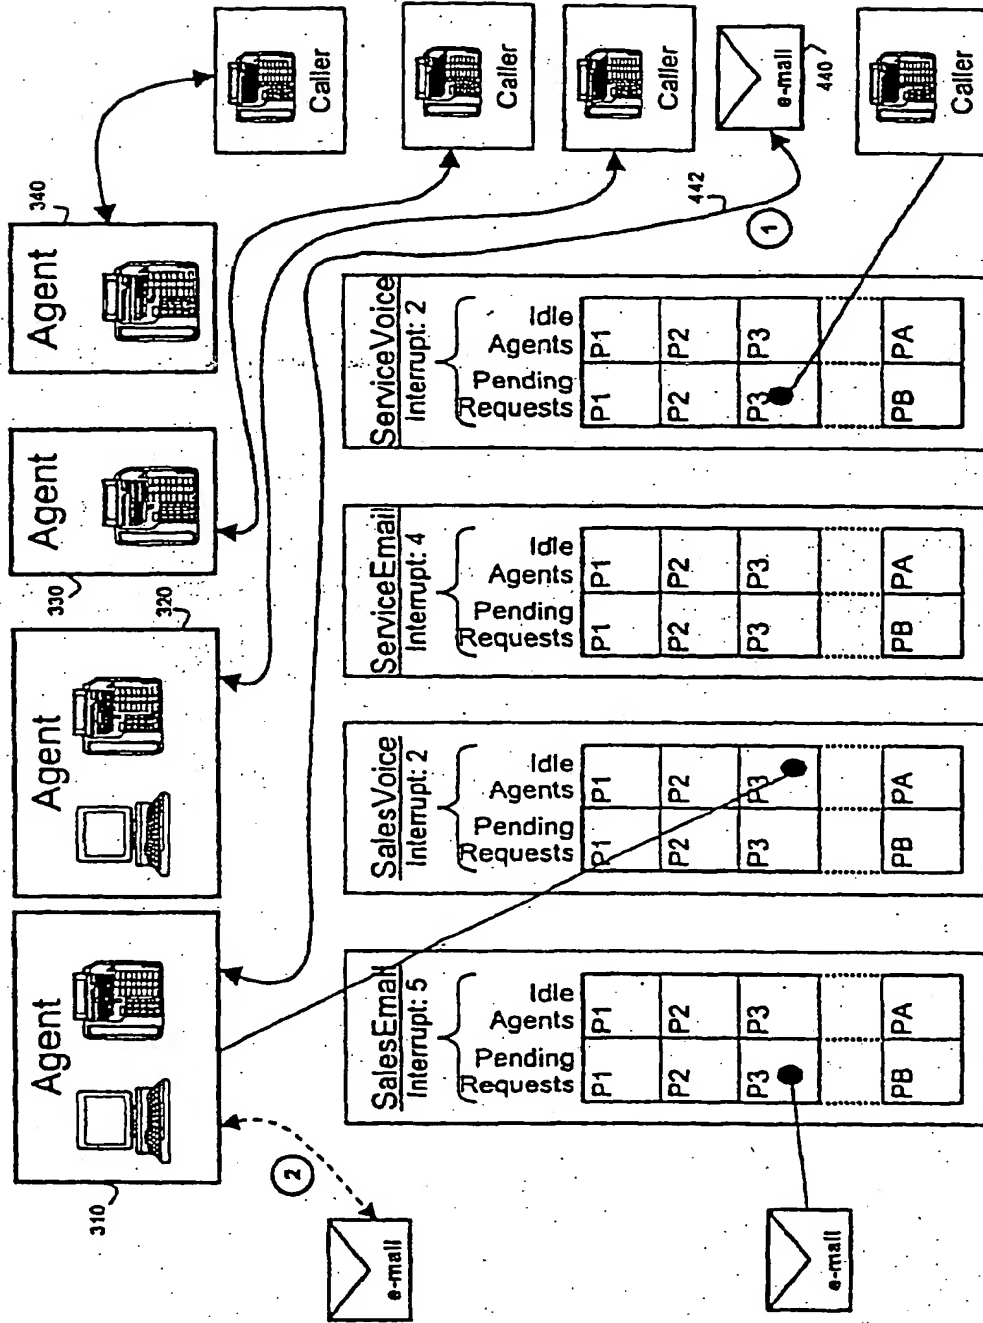 310
Agent
320
Agent
330
Agent
340
Agent
2
e-mail
Caller
Caller
Caller
e-mail
440
442
1
Caller
e-mail
SalesEmail
Interrupt: 5
Pending
Requests
Idle
Agents
P1 P1
P2 P2
P3 P3
PB PA
SalesVoice
Interrupt: 2
Pending
Requests
Idle
Agents
P1 P1
P2 P2
P3 P3
PB PA
ServiceEmail
Interrupt: 4
Pending
Requests
Idle
Agents
P1 P1
P2 P2
P3 P3
PB PA
ServiceVoice
Interrupt: 2
Pending
Requests
Idle
Agents
P1 P1
P2 P2
P3 P3
PB PA